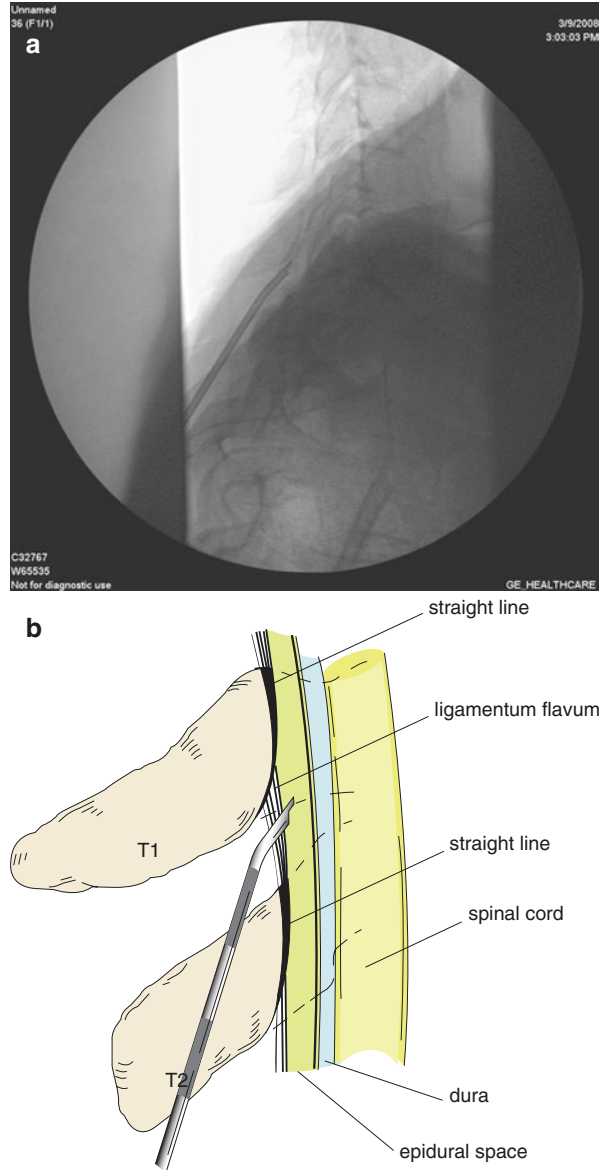 Unnamed
36 (F1/1)
3/9/2008
3:03:03 PM
a
C32767
W65535
Not for diagnostic use
GE_HEALTHCARE
b
straight line
ligamentum flavum
T1
straight line
spinal cord
T2
dura
epidural space